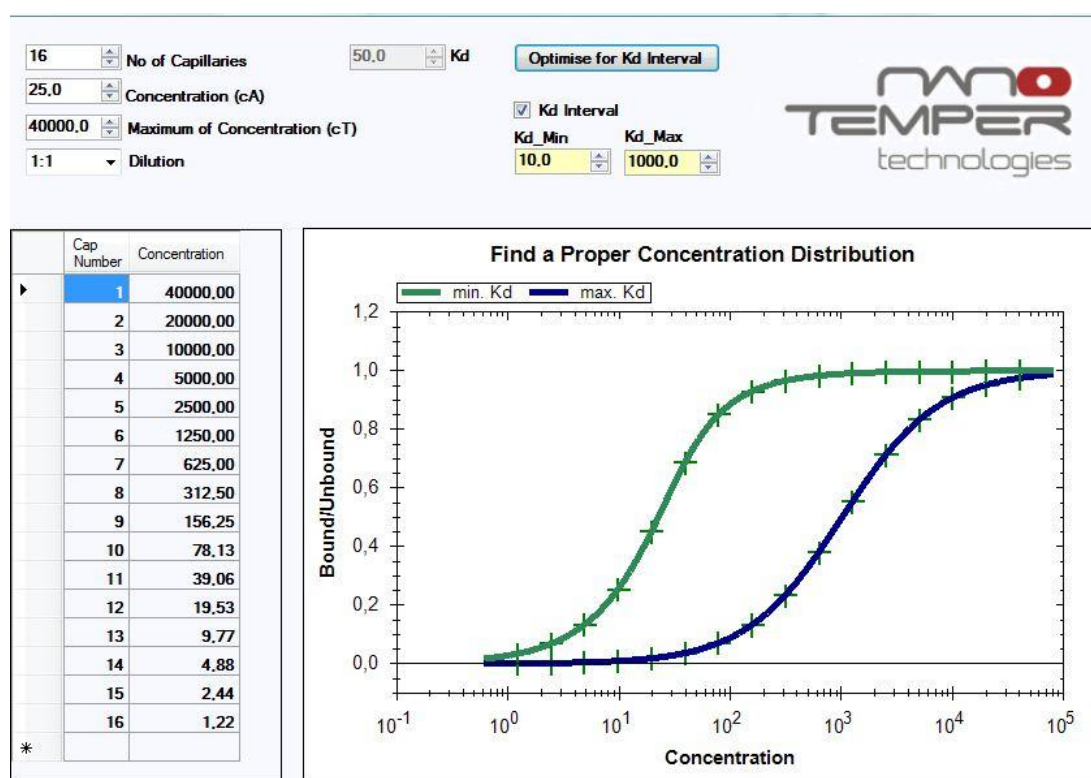 16 No of Capillaries 50,0 Kd Optimise for Kd Interval
25,0 Concentration (cA)
Kd Interval
40000,0 Maximum of Concentration (cT)
Kd_Min Kd_Max
1:1 Dilution 10,0 1000,0
NANO
TEMPER
technologies
Cap Number Concentration
1 40000,00
2 20000,00
3 10000,00
4 5000,00
5 2500,00
6 1250,00
7 625,00
8 312,50
9 156,25
10 78,13
11 39,06
12 19,53
13 9,77
14 4,88
15 2,44
16 1,22
*
Find a Proper Concentration Distribution
min. Kd max. Kd
1,2
1,0
0,8
0,6
0,4
0,2
0,0
Bound/Unbound
10-1 100 101 102 103 104 105
Concentration